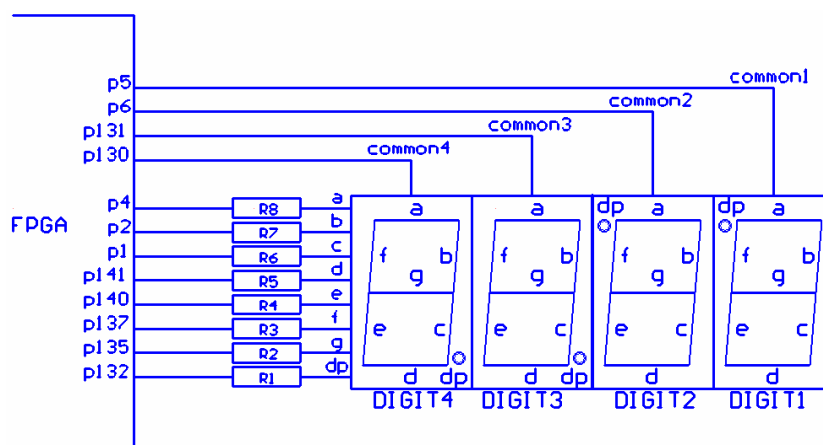 p5 common1
p6 common2
p131 common3
p130 common4
p4 R8 a
FPGA
p2 R7 b
p1 R6 c
p141 R5 d
p140 R4 e
p137 R3 f
p135 R2 g
p132 R1 dp
a a dp a dp a
f b f b f b f b
g g g g
e c e c e c e c
d dp d dp d d
DIGIT4 DIGIT3 DIGIT2 DIGIT1